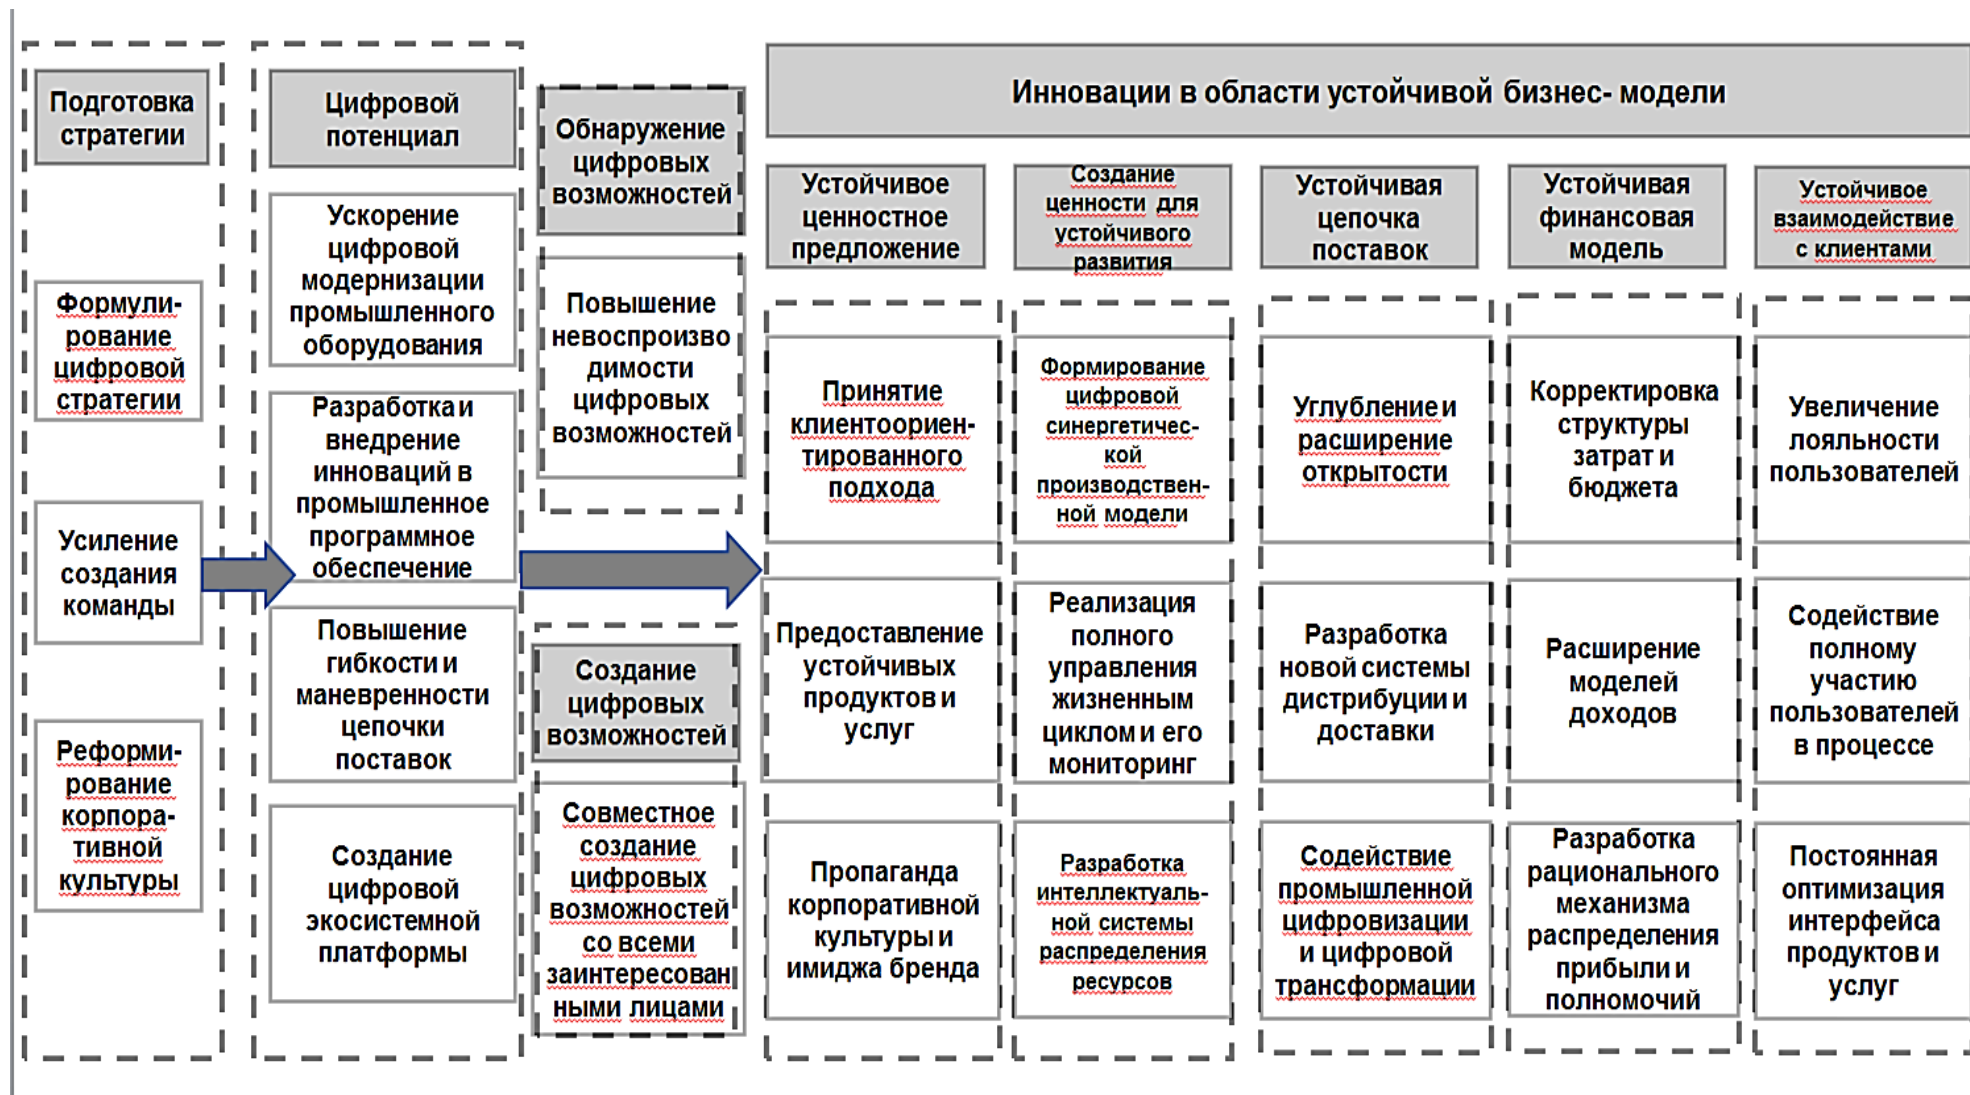 Подготовка
стратегии
Формули-
рование
цифровой
стратегии
Усиление
создания
команды
Реформи-
рование
корпора-
тивной
культуры
Цифровой
потенциал
Ускорение
цифровой
модернизации
промышленного
оборудования
Разработка и
внедрение
инноваций в
промышленное
программное
обеспечение
Повышение
гибкости и
маневренности
цепочки
поставок
Создание
цифровой
экосистемной
платформы
Обнаружение
цифровых
возможностей
Повышение
невоспроизво
димости
цифровых
возможностей
Создание
цифровых
возможностей
Совместное
создание
цифровых
возможностей
со всеми
заинтересован
ными лицами
Инновации в области устойчивой бизнес- модели
Устойчивое
ценностное
предложение
Принятие
клиентоориен-
тированного
подхода
Предоставление
устойчивых
продуктов и
услуг
Пропаганда
корпоративной
культуры и
имиджа бренда
Создание
ценности для
устойчивого
развития
Формирование
цифровой
синергетичес-
кой
производствен-
ной модели
Реализация
полного
управления
жизненным
циклом и его
мониторинг
Разработка
интеллектуаль-
ной системы
распределения
ресурсов
Устойчивая
цепочка
поставок
Углубление и
расширение
открытости
Разработка
новой системы
дистрибуции и
доставки
Содействие
промышленной
цифровизации
и цифровой
трансформации
Устойчивая
финансовая
модель
Корректировка
структуры
затрат и
бюджета
Расширение
моделей
доходов
Разработка
рационального
механизма
распределения
прибыли и
полномочий
Устойчивое
взаимодействие
с клиентами
Увеличение
лояльности
пользователей
Содействие
полному
участию
пользователей
в процессе
Постоянная
оптимизация
интерфейса
продуктов и
услуг